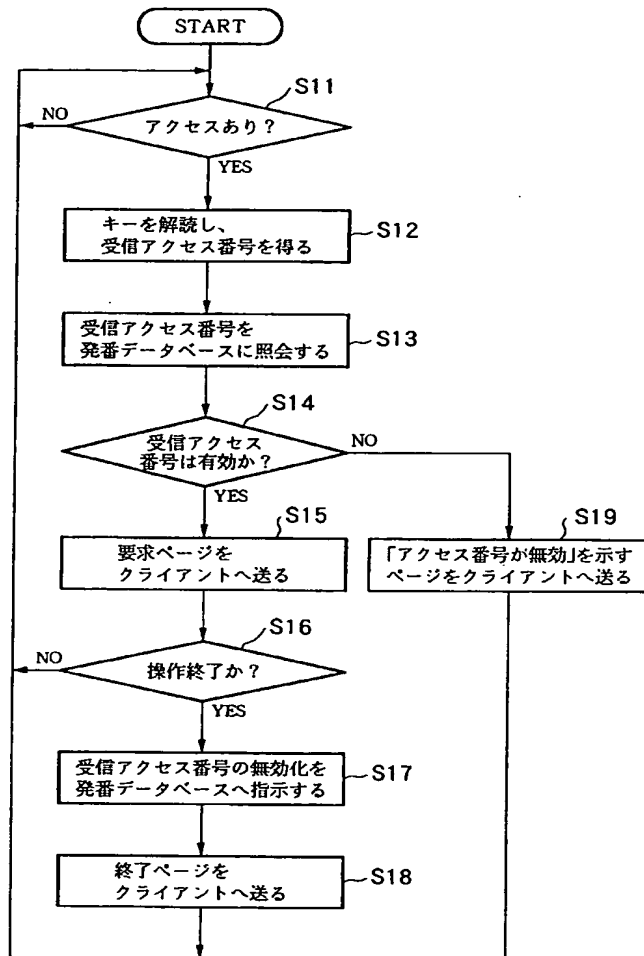 START
S11
NO
アクセスあり?
YES
キーを解読し、
受信アクセス番号を得る
S12
受信アクセス番号を
発番データベースに照会する
S13
S14
受信アクセス
番号は有効か?
NO
YES
S15
要求ページを
クライアントへ送る
S19
「アクセス番号が無効」を示す
ページをクライアントへ送る
S16
NO
操作終了か?
YES
受信アクセス番号の無効化を
発番データベースへ指示する
S17
終了ページを
クライアントへ送る
S18